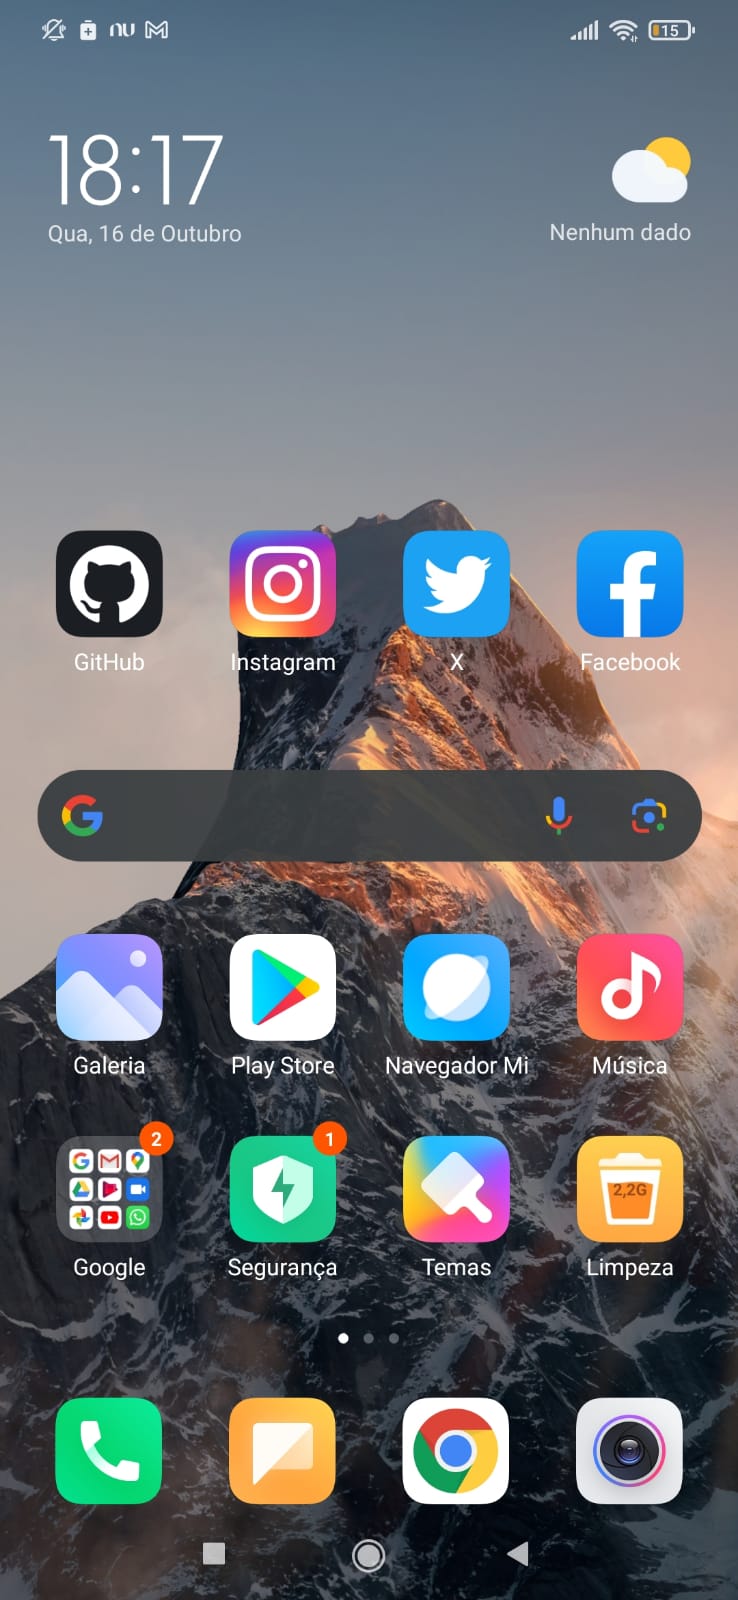 nu
15
18:17
Qua, 16 de Outubro
Nenhum dado
GitHub
Instagram
X
Facebook
Galeria
Play Store
Navegador Mi
Música
2
1
2,2G
Google
Segurança
Temas
Limpeza